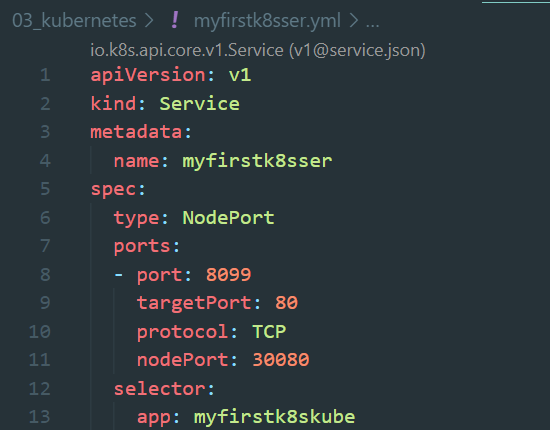 03_kubernetes > ! myfirstk8sser.yml > ...
io.k8s.api.core.v1.Service (v1@service.json)
1 apiVersion: v1
2 kind: Service
3 metadata:
4   name: myfirstk8sser
5 spec:
6   type: NodePort
7   ports:
8   - port: 8099
9     targetPort: 80
10     protocol: TCP
11     nodePort: 30080
12   selector:
13     app: myfirstk8skube